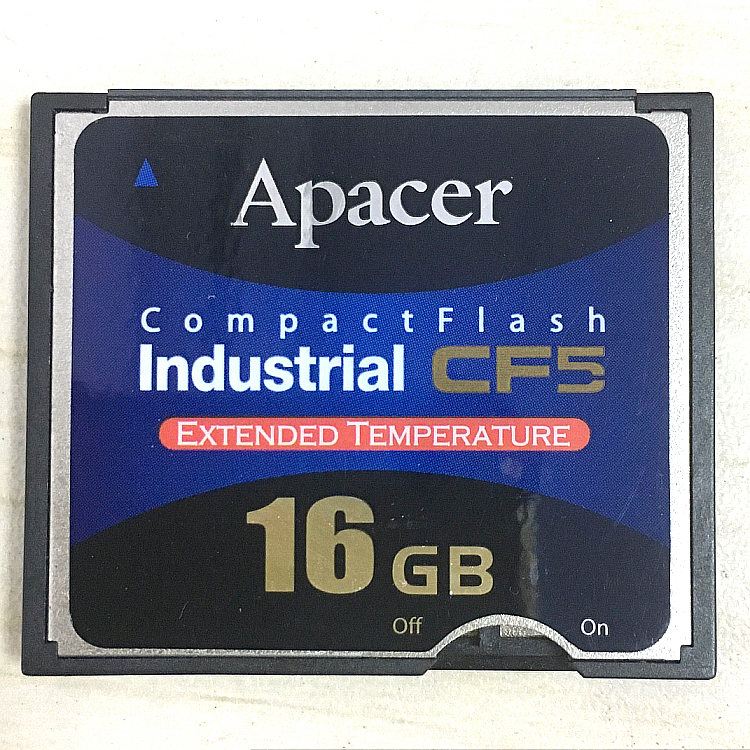 Apacer
CompactFlash
Industrial CF5
EXTENDED TEMPERATURE
16 GB
Off On